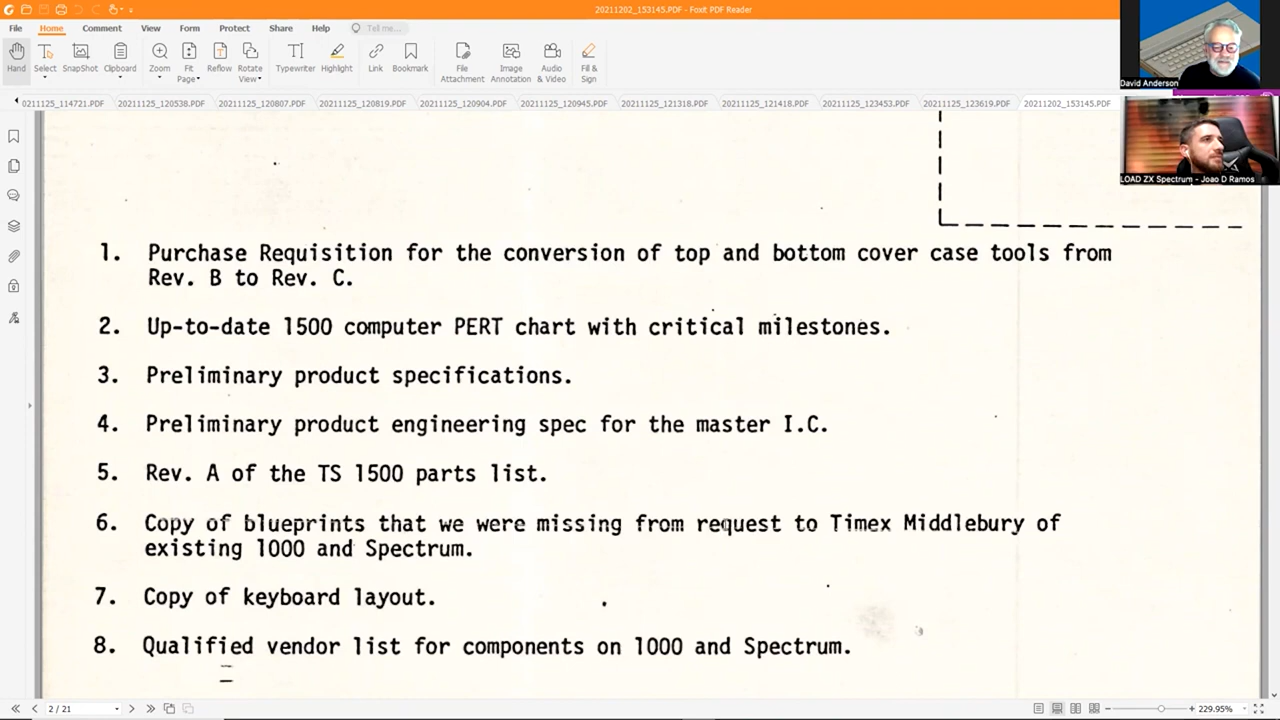 20211202_153145.PDF - Foxit PDF Reader
File Home Comment View Form Protect Share Help Tell me...
Hand Select SnapShot Clipboard Zoom Fit Page Reflow Rotate View Typewriter Highlight Link Bookmark File Attachment Image Annotation Audio & Video Fill & Sign
David Anderson
0211125_114721.PDF 20211125_120538.PDF 20211125_120807.PDF 20211125_120819.PDF 20211125_120945.PDF 20211125_121318.PDF 20211125_121418.PDF 20211125_123453.PDF 20211125_123619.PDF 20211202_153145.PDF
LOAD ZX Spectrum - Joao D Ramos
1. Purchase Requisition for the conversion of top and bottom cover case tools from
Rev. B to Rev. C.
2. Up-to-date 1500 computer PERT chart with critical milestones.
3. Preliminary product specifications.
4. Preliminary product engineering spec for the master I.C.
5. Rev. A of the TS 1500 parts list.
6. Copy of blueprints that we were missing from request to Timex Middlebury of
existing 1000 and Spectrum.
7. Copy of keyboard layout.
8. Qualified vendor list for components on 1000 and Spectrum.
2 / 21
229.95%